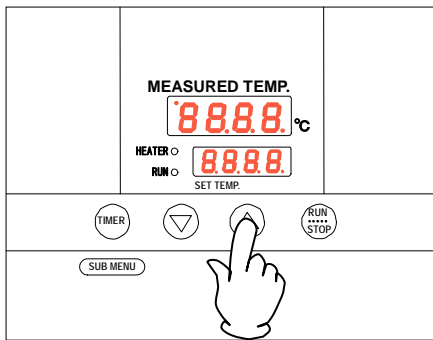 MEASURED TEMP.
8.8.8.8. °C
HEATER
8.8.8.8.
RUN
SET TEMP.
TIMER
RUN
STOP
SUB MENU